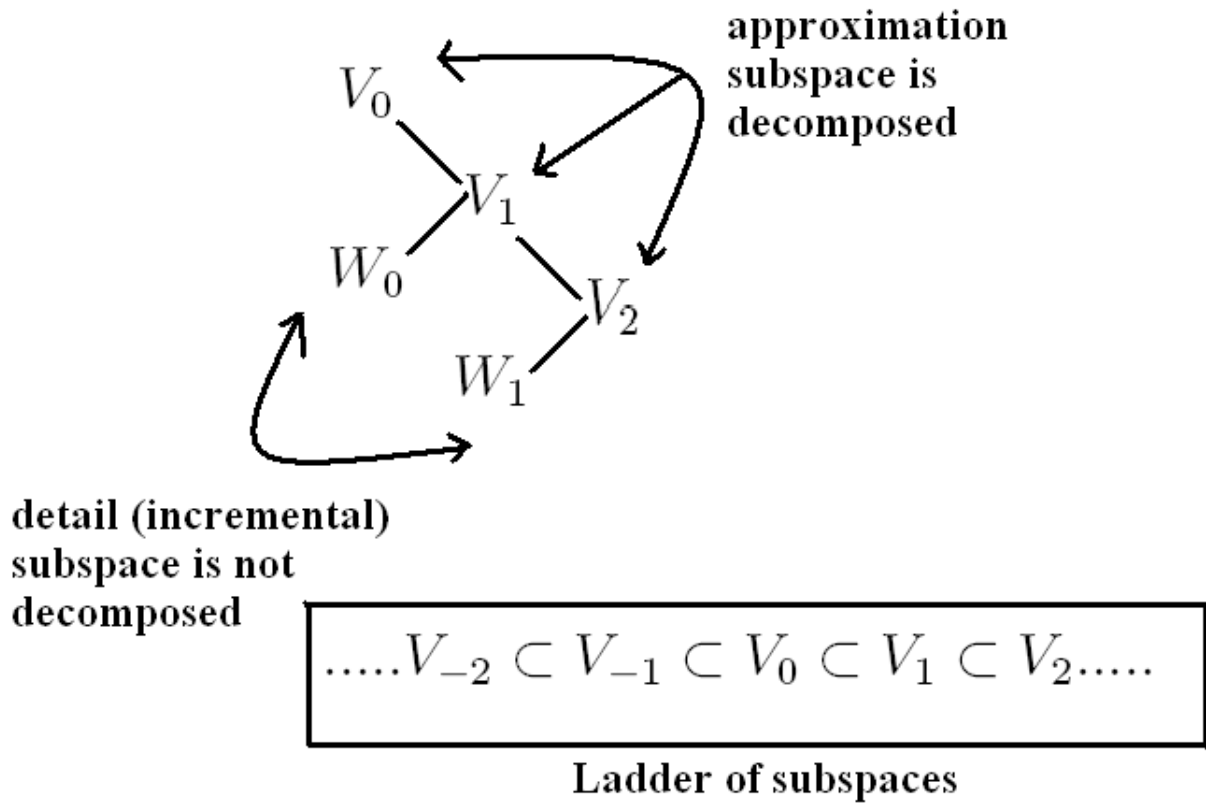 approximation
subspace is
decomposed
V₀
V₁
W₀
V₂
W₁
detail (incremental)
subspace is not
decomposed
.....V₋₂ ⊂ V₋₁ ⊂ V₀ ⊂ V₁ ⊂ V₂.....
Ladder of subspaces